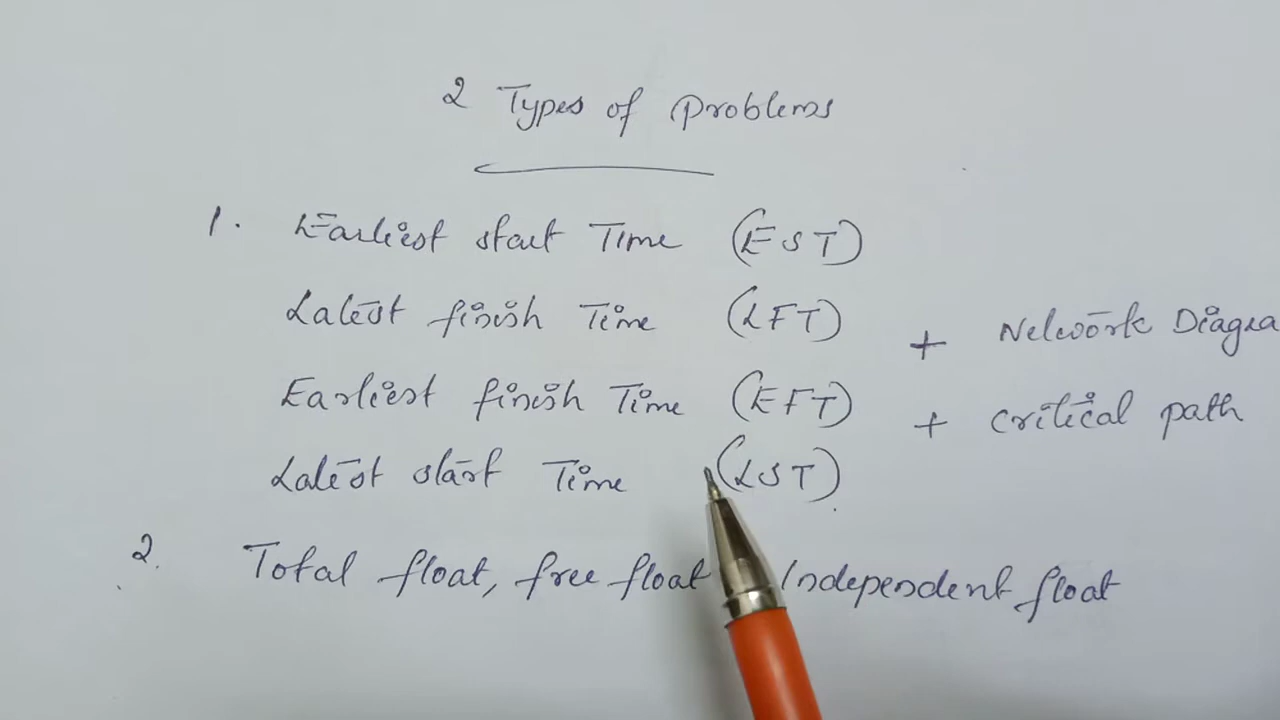 2 Types of Problems
1. Earliest start Time (EST)
Latest finish Time (LFT)
+ Network Diagra
Earliest finish Time (EFT)
+ Critical path
Latest start Time (LST)
2. Total float, free float Independent float